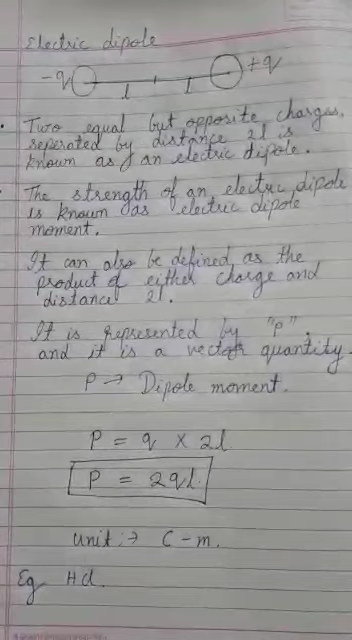 Electric dipole
-q +q
l l
Two equal but opposite charges,
seperated by distance 2l is
known as an electric dipole.
The strength of an electric dipole
is known as electric dipole
moment.
It can also be defined as the
product of either charge and
distance 2l.
It is represented by "p",
and it is a vector quantity.
P → Dipole moment.
P = q × 2l
P = 2ql.
unit :→ C-m.
Eg HCl.